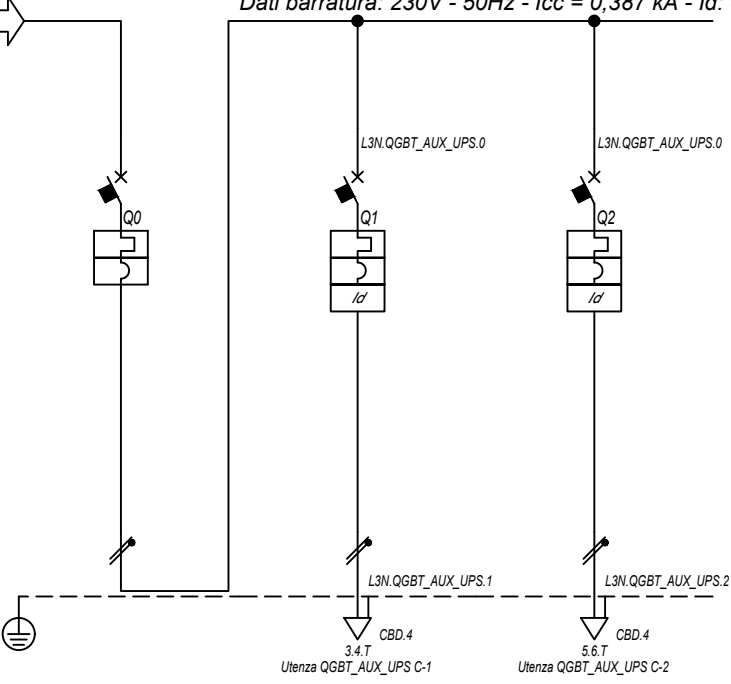 Dati barratura: 230V - 50Hz - Icc = 0,387 kA - Id:
L3N.QGBT_AUX_UPS.0
L3N.QGBT_AUX_UPS.0
Q0
Q1
Q2
Id
Id
L3N.QGBT_AUX_UPS.1
L3N.QGBT_AUX_UPS.2
CBD.4
CBD.4
3.4.T
5.6.T
Utenza QGBT_AUX_UPS C-1
Utenza QGBT_AUX_UPS C-2